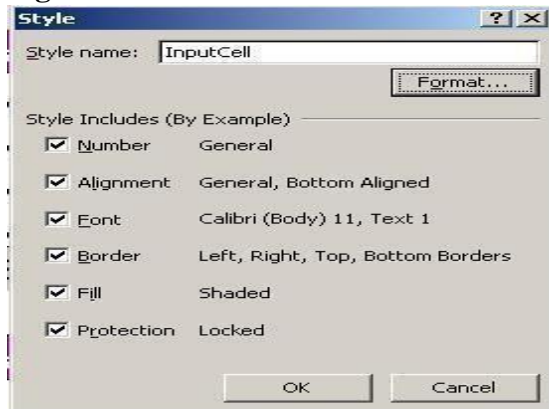 Style
Style name: InputCell
Format...
Style Includes (By Example)
Number General
Alignment General, Bottom Aligned
Font Calibri (Body) 11, Text 1
Border Left, Right, Top, Bottom Borders
Fill Shaded
Protection Locked
OK Cancel